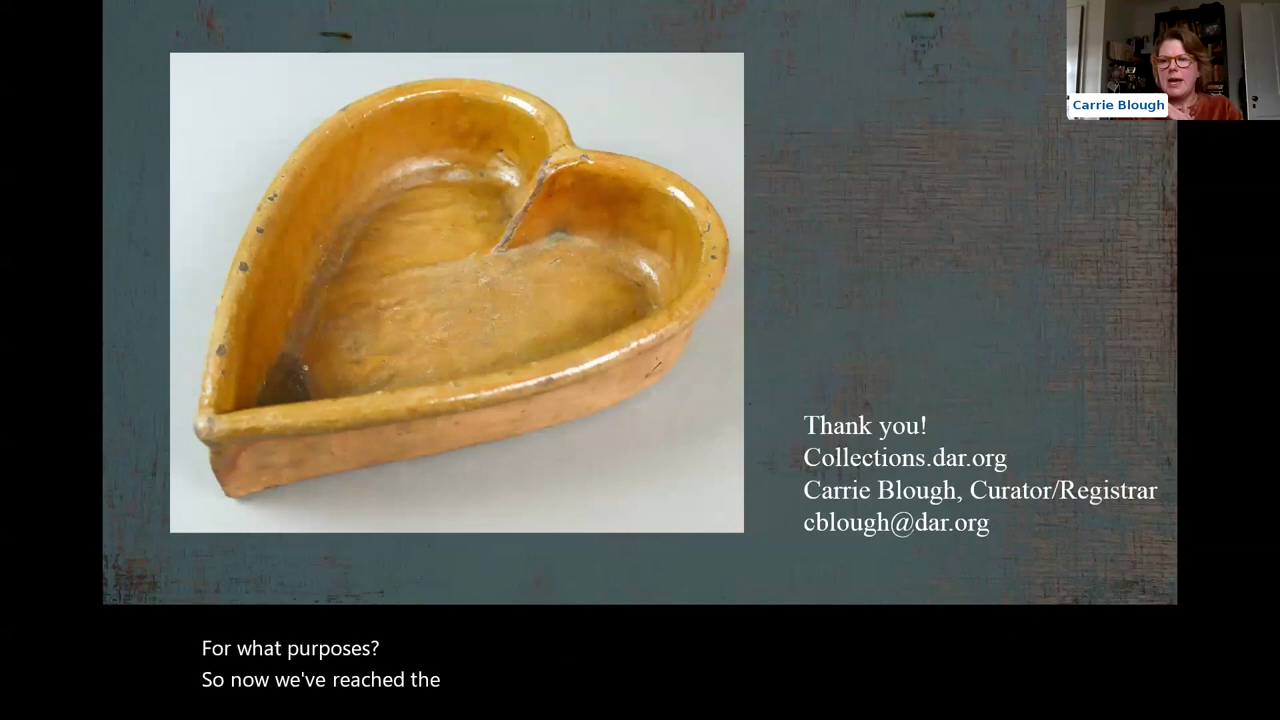 Carrie Blough
Thank you!
Collections.dar.org
Carrie Blough, Curator/Registrar
cblough@dar.org
For what purposes?
So now we've reached the